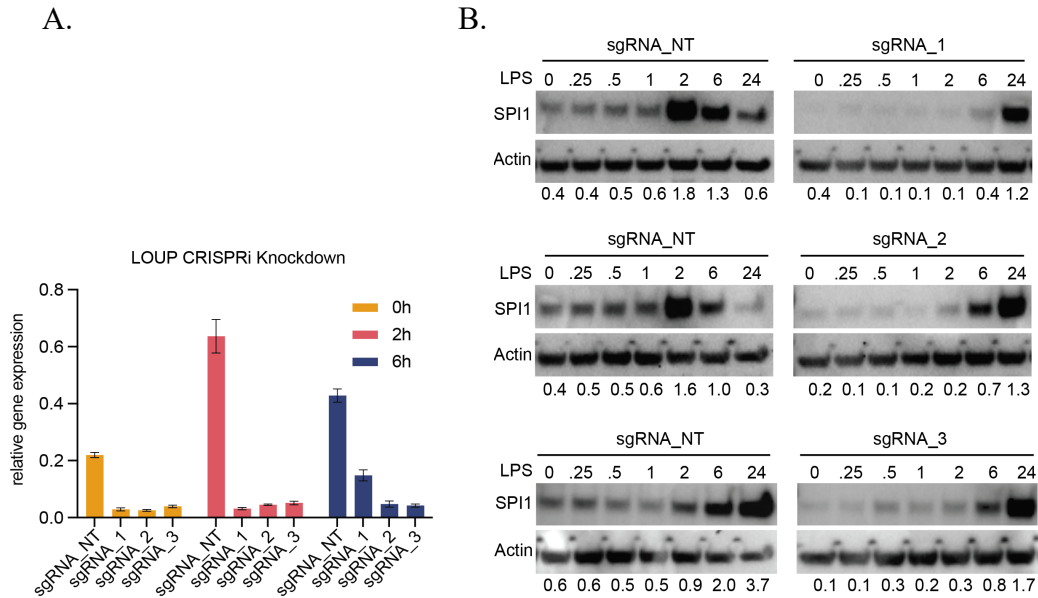 A.
LOUP CRISPRi Knockdown
0.8
0.6
0.4
0.2
0.0
relative gene expression
0h
2h
6h
sgRNA_NT
sgRNA_1
sgRNA_2
sgRNA_3
sgRNA_NT
sgRNA_1
sgRNA_2
sgRNA_3
sgRNA_NT
sgRNA_1
sgRNA_2
sgRNA_3
B.
sgRNA_NT
LPS 0 .25 .5 1 2 6 24
SPI1
Actin
0.4 0.4 0.5 0.6 1.8 1.3 0.6
sgRNA_1
0 .25 .5 1 2 6 24
0.4 0.1 0.1 0.1 0.1 0.4 1.2
sgRNA_NT
LPS 0 .25 .5 1 2 6 24
SPI1
Actin
0.4 0.5 0.5 0.6 1.6 1.0 0.3
sgRNA_2
0 .25 .5 1 2 6 24
0.2 0.1 0.1 0.2 0.2 0.7 1.3
sgRNA_NT
LPS 0 .25 .5 1 2 6 24
SPI1
Actin
0.6 0.6 0.5 0.5 0.9 2.0 3.7
sgRNA_3
0 .25 .5 1 2 6 24
0.1 0.1 0.3 0.2 0.3 0.8 1.7